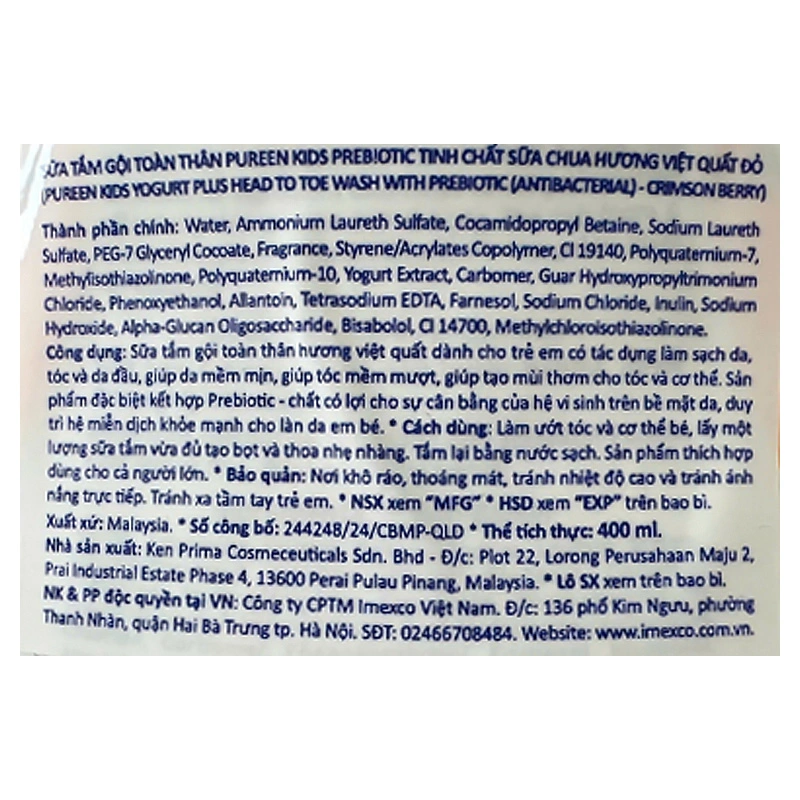 SỮA TẮM GỘI TOÀN THÂN PUREEN KIDS PREBIOTIC TINH CHẤT SỮA CHUA HƯƠNG VIỆT QUẤT ĐỎ
(PUREEN KIDS YOGURT PLUS HEAD TO TOE WASH WITH PREBIOTIC (ANTIBACTERIAL) - CRIMSON BERRY)
Thành phần chính: Water, Ammonium Laureth Sulfate, Cocamidopropyl Betaine, Sodium Laureth
Sulfate, PEG-7 Glyceryl Cocoate, Fragrance, Styrene/Acrylates Copolymer, CI 19140, Polyquaternium-7,
Methylisothiazolinone, Polyquaternium-10, Yogurt Extract, Carbomer, Guar Hydroxypropyltrimonium
Chloride, Phenoxyethanol, Allantoin, Tetrasodium EDTA, Farnesol, Sodium Chloride, Inulin, Sodium
Hydroxide, Alpha-Glucan Oligosaccharide, Bisabolol, CI 14700, Methylchloroisothiazolinone.
Công dụng: Sữa tắm gội toàn thân hương việt quất dành cho trẻ em có tác dụng làm sạch da,
tóc và da đầu, giúp da mềm mịn, giúp tóc mềm mượt, giúp tạo mùi thơm cho tóc và cơ thể. Sản
phẩm đặc biệt kết hợp Prebiotic - chất có lợi cho sự cân bằng của hệ vi sinh trên bề mặt da, duy
trì hệ miễn dịch khỏe mạnh cho làn da em bé. * Cách dùng: Làm ướt tóc và cơ thể bé, lấy một
lượng sữa tắm vừa đủ tạo bọt và thoa nhẹ nhàng. Tắm lại bằng nước sạch. Sản phẩm thích hợp
dùng cho cả người lớn. * Bảo quản: Nơi khô ráo, thoáng mát, tránh nhiệt độ cao và tránh ánh
nắng trực tiếp. Tránh xa tầm tay trẻ em. * NSX xem "MFG" * HSD xem "EXP" trên bao bì.
Xuất xứ: Malaysia. * Số công bố: 244248/24/CBMP-QLD * Thể tích thực: 400 ml.
Nhà sản xuất: Ken Prima Cosmeceuticals Sdn. Bhd - Đ/c: Plot 22, Lorong Perusahaan Maju 2,
Prai Industrial Estate Phase 4, 13600 Perai Pulau Pinang, Malaysia. * Lô SX xem trên bao bì.
NK & PP độc quyền tại VN: Công ty CPTM Imexco Việt Nam. Đ/c: 136 phố Kim Ngưu, phường
Thanh Nhàn, quận Hai Bà Trưng tp. Hà Nội. SĐT: 02466708484. Website: www.imexco.com.vn.